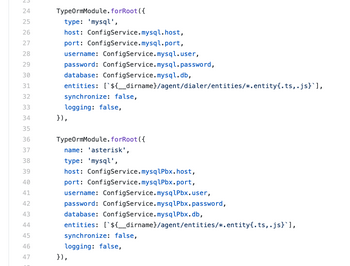 23
24 TypeOrmModule.forRoot({
25 type: 'mysql',
26 host: ConfigService.mysql.host,
27 port: ConfigService.mysql.port,
28 username: ConfigService.mysql.user,
29 password: ConfigService.mysql.password,
30 database: ConfigService.mysql.db,
31 entities: [`${__dirname}/agent/dialer/entities/*.entity{.ts,.js}`],
32 synchronize: false,
33 logging: false,
34 }),
35
36 TypeOrmModule.forRoot({
37 name: 'asterisk',
38 type: 'mysql',
39 host: ConfigService.mysqlPbx.host,
40 port: ConfigService.mysqlPbx.port,
41 username: ConfigService.mysqlPbx.user,
42 password: ConfigService.mysqlPbx.password,
43 database: ConfigService.mysqlPbx.db,
44 entities: [`${__dirname}/agent/entities/*.entity{.ts,.js}`],
45 synchronize: false,
46 logging: false,
47 }),